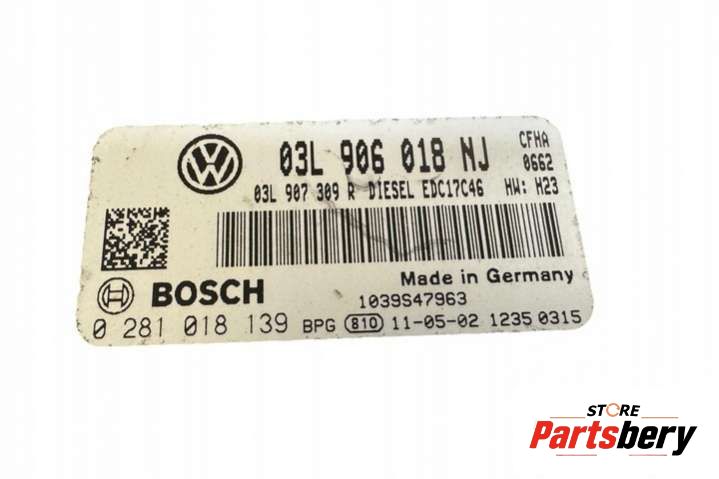 03L 906 018 NJ
CFHA
0662
03L 907 309 R DIESEL EDC17C46 HW: H23
Made in Germany
BOSCH
1039S47963
0 281 018 139 BPG 810 11-05-02 1235 0315
STORE
Partsbery